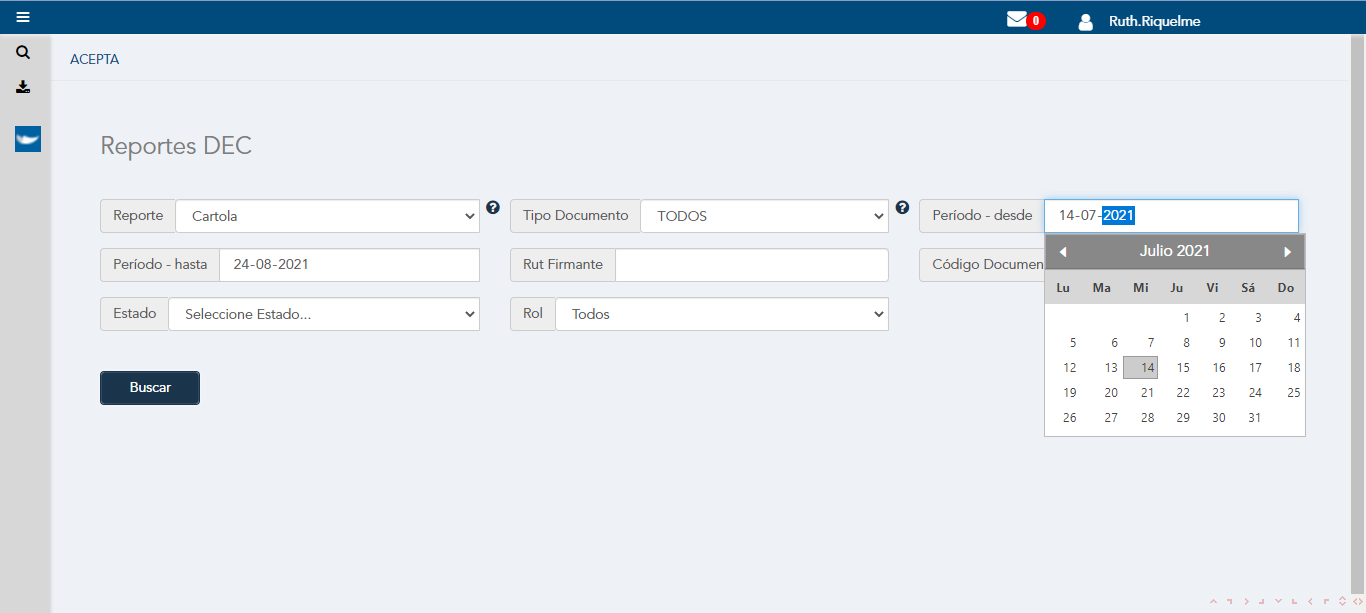 0 Ruth.Riquelme
ACEPTA
Reportes DEC
Reporte Cartola Tipo Documento TODOS Período - desde 14-07-2021
Período - hasta 24-08-2021 Rut Firmante Código Documen
Estado Seleccione Estado... Rol Todos
Buscar
Julio 2021
Lu Ma Mi Ju Vi Sá Do
1 2 3 4
5 6 7 8 9 10 11
12 13 14 15 16 17 18
19 20 21 22 23 24 25
26 27 28 29 30 31